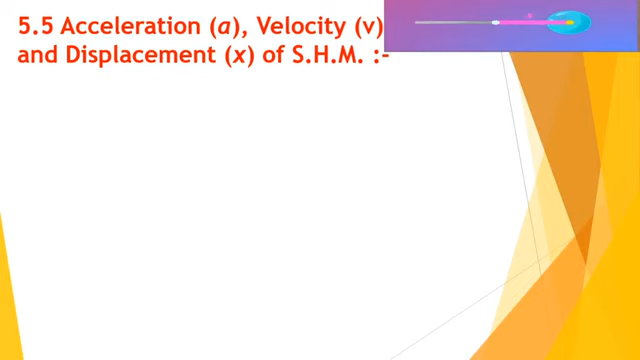 5.5 Acceleration (a), Velocity (v)
and Displacement (x) of S.H.M. :-